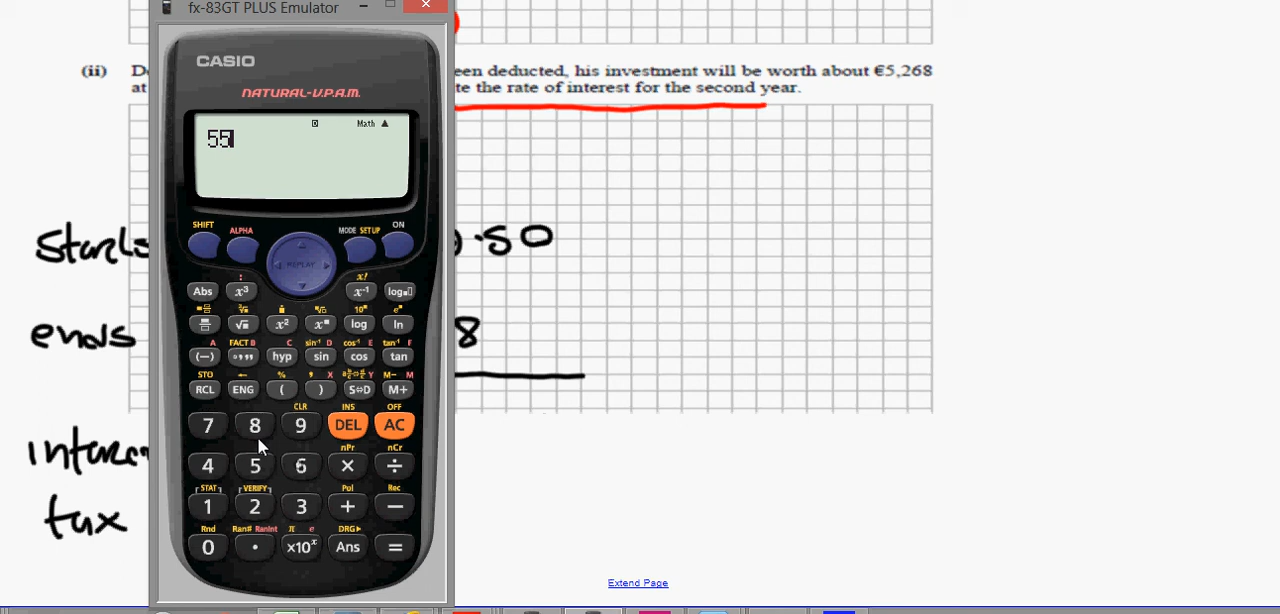 fx-83GT PLUS Emulator
CASIO
NATURAL-V.P.A.M.
Math ▲
55
(ii) een deducted, his investment will be worth about €5,268
at te the rate of interest for the second year.
SHIFT ALPHA MODE SETUP ON
REPLAY
: x!
Abs x³ x⁻¹ log
10ˣ eˣ
√ x² log ln
A FACT B C sin⁻¹ D cos⁻¹ E tan⁻¹ F
(−) hyp sin cos tan
STO ← % , X Y M− M
RCL ENG ( ) S⇔D M+
CLR INS OFF
7 8 9 DEL AC
nPr nCr
4 5 6 × ÷
STAT VERIFY Pol Rec
1 2 3 + −
Rnd Ran# RanInt π e DRG▶
0 • ×10ˣ Ans =
Starts .50
ends 8
tax
Extend Page